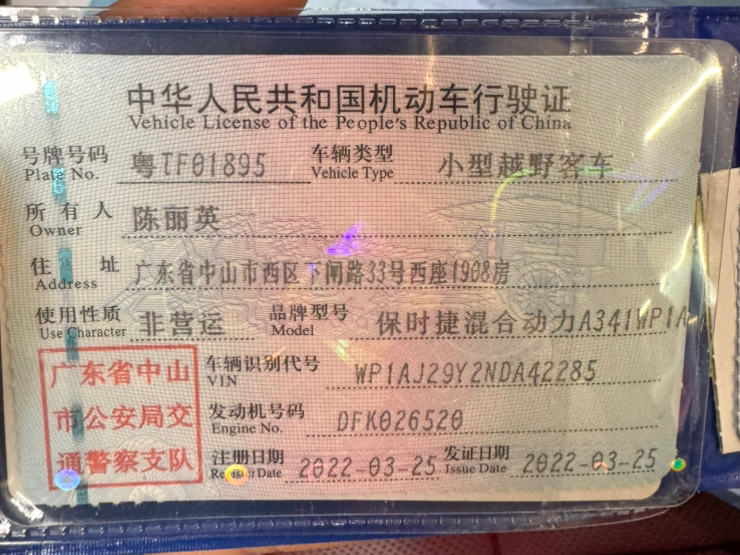 中华人民共和国机动车行驶证
Vehicle License of the People's Republic of China
号牌号码 粤TF01895 车辆类型 小型越野客车
Plate No. Vehicle Type
所有人 陈丽英
Owner
住址 广东省中山市西区下闸路33号西座1908房
Address
使用性质 非营运 品牌型号 保时捷混合动力A341WP1A
Use Character Model
广东省中山
市公安局交
通警察支队
车辆识别代号 WP1AJ29Y2NDA42285
VIN
发动机号码 DFK026520
Engine No.
注册日期 2022-03-25 发证日期 2022-03-25
Register Date Issue Date